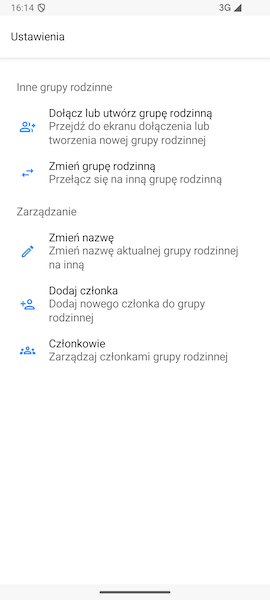 16:14
3G
Ustawienia
Inne grupy rodzinne
Dołącz lub utwórz grupę rodzinną
Przejdź do ekranu dołączenia lub
tworzenia nowej grupy rodzinnej
Zmień grupę rodzinną
Przełącz się na inną grupę rodzinną
Zarządzanie
Zmień nazwę
Zmień nazwę aktualnej grupy rodzinnej
na inną
Dodaj członka
Dodaj nowego członka do grupy
rodzinnej
Członkowie
Zarządzaj członkami grupy rodzinnej